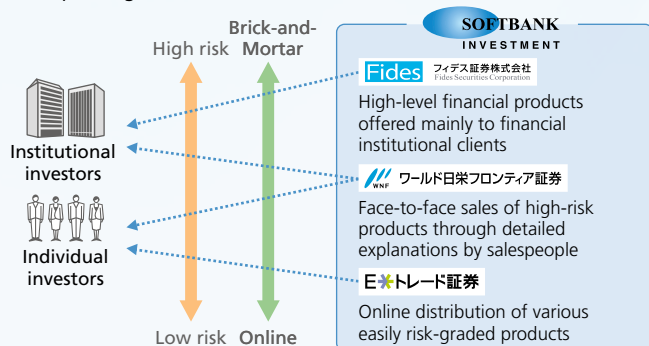 Brick-and-
Mortar
High risk
Institutional
investors
Individual
investors
Low risk
Online
SOFTBANK
INVESTMENT
Fides フィデス証券株式会社
Fides Securities Corporation
High-level financial products
offered mainly to financial
institutional clients
WNF ワールド日栄フロンティア証券
Face-to-face sales of high-risk
products through detailed
explanations by salespeople
E*トレード証券
Online distribution of various
easily risk-graded products